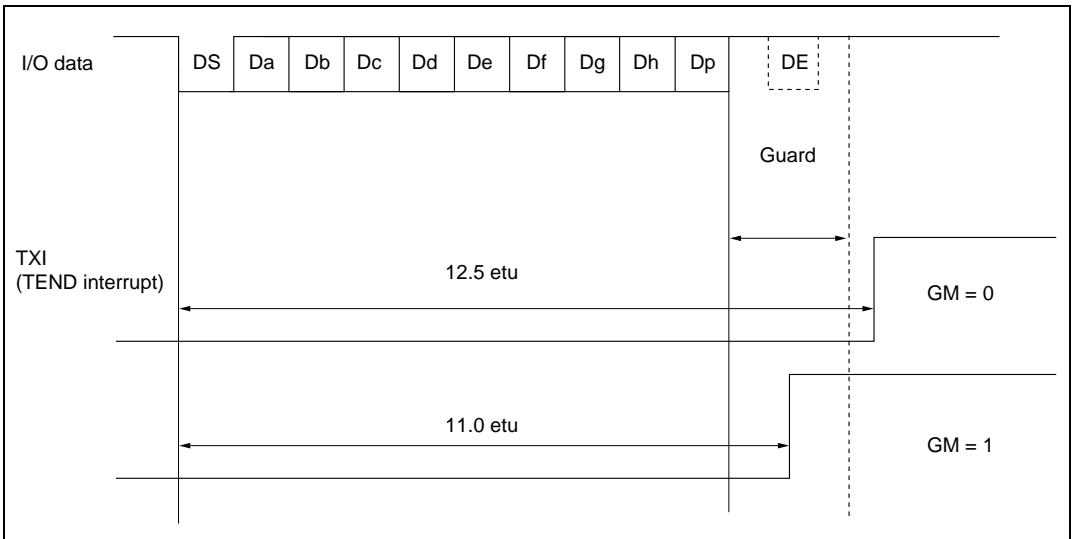 I/O data
DS Da Db Dc Dd De Df Dg Dh Dp DE
Guard
TXI
(TEND interrupt)
12.5 etu
GM = 0
11.0 etu
GM = 1